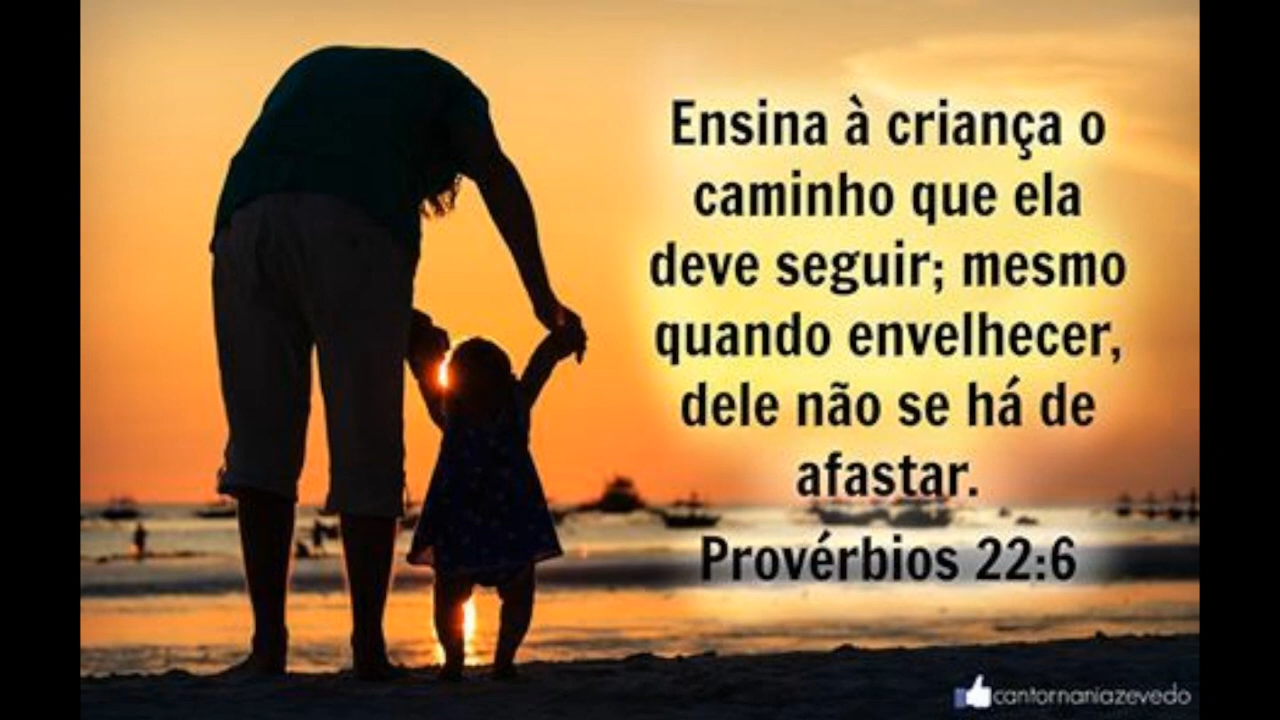 Ensina à criança o
caminho que ela
deve seguir; mesmo
quando envelhecer,
dele não se há de
afastar.
Provérbios 22:6
cantornaniazevedo